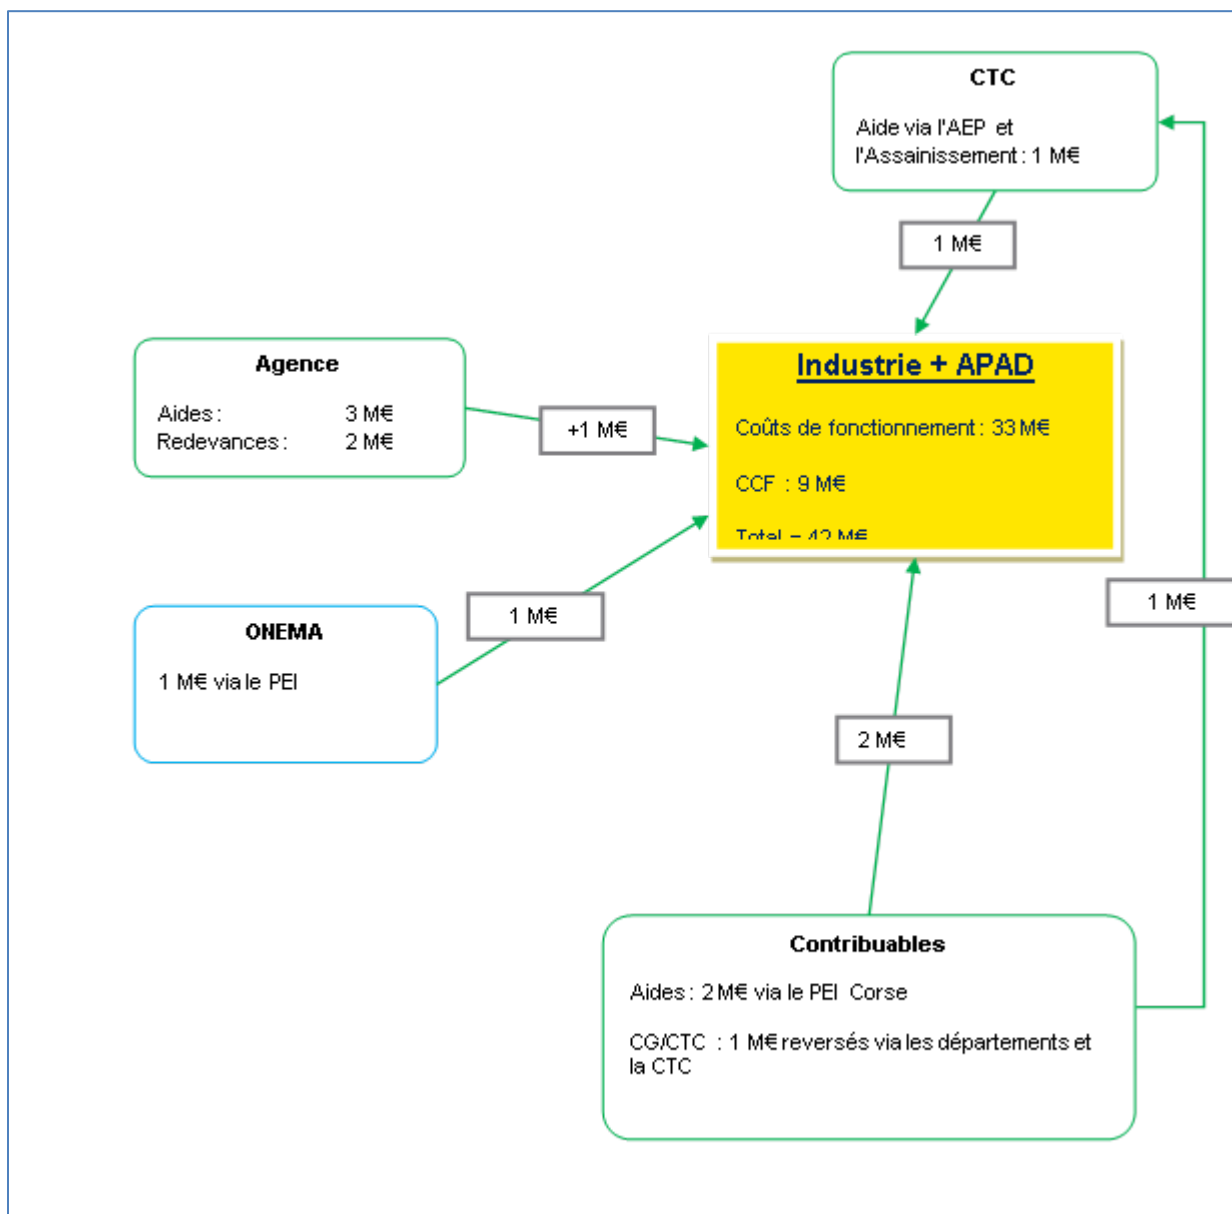 CTC
Aide via l'AEP et
l'Assainissement : 1 M€
1 M€
Agence
Aides : 3 M€
Redevances : 2 M€
+1 M€
Industrie + APAD
Coûts de fonctionnement : 33 M€
CCF : 9 M€
Total = 42 M€
ONEMA
1 M€ via le PEI
1 M€
1 M€
2 M€
Contribuables
Aides : 2 M€ via le PEI Corse
CG/CTC : 1 M€ reversés via les départements et
la CTC